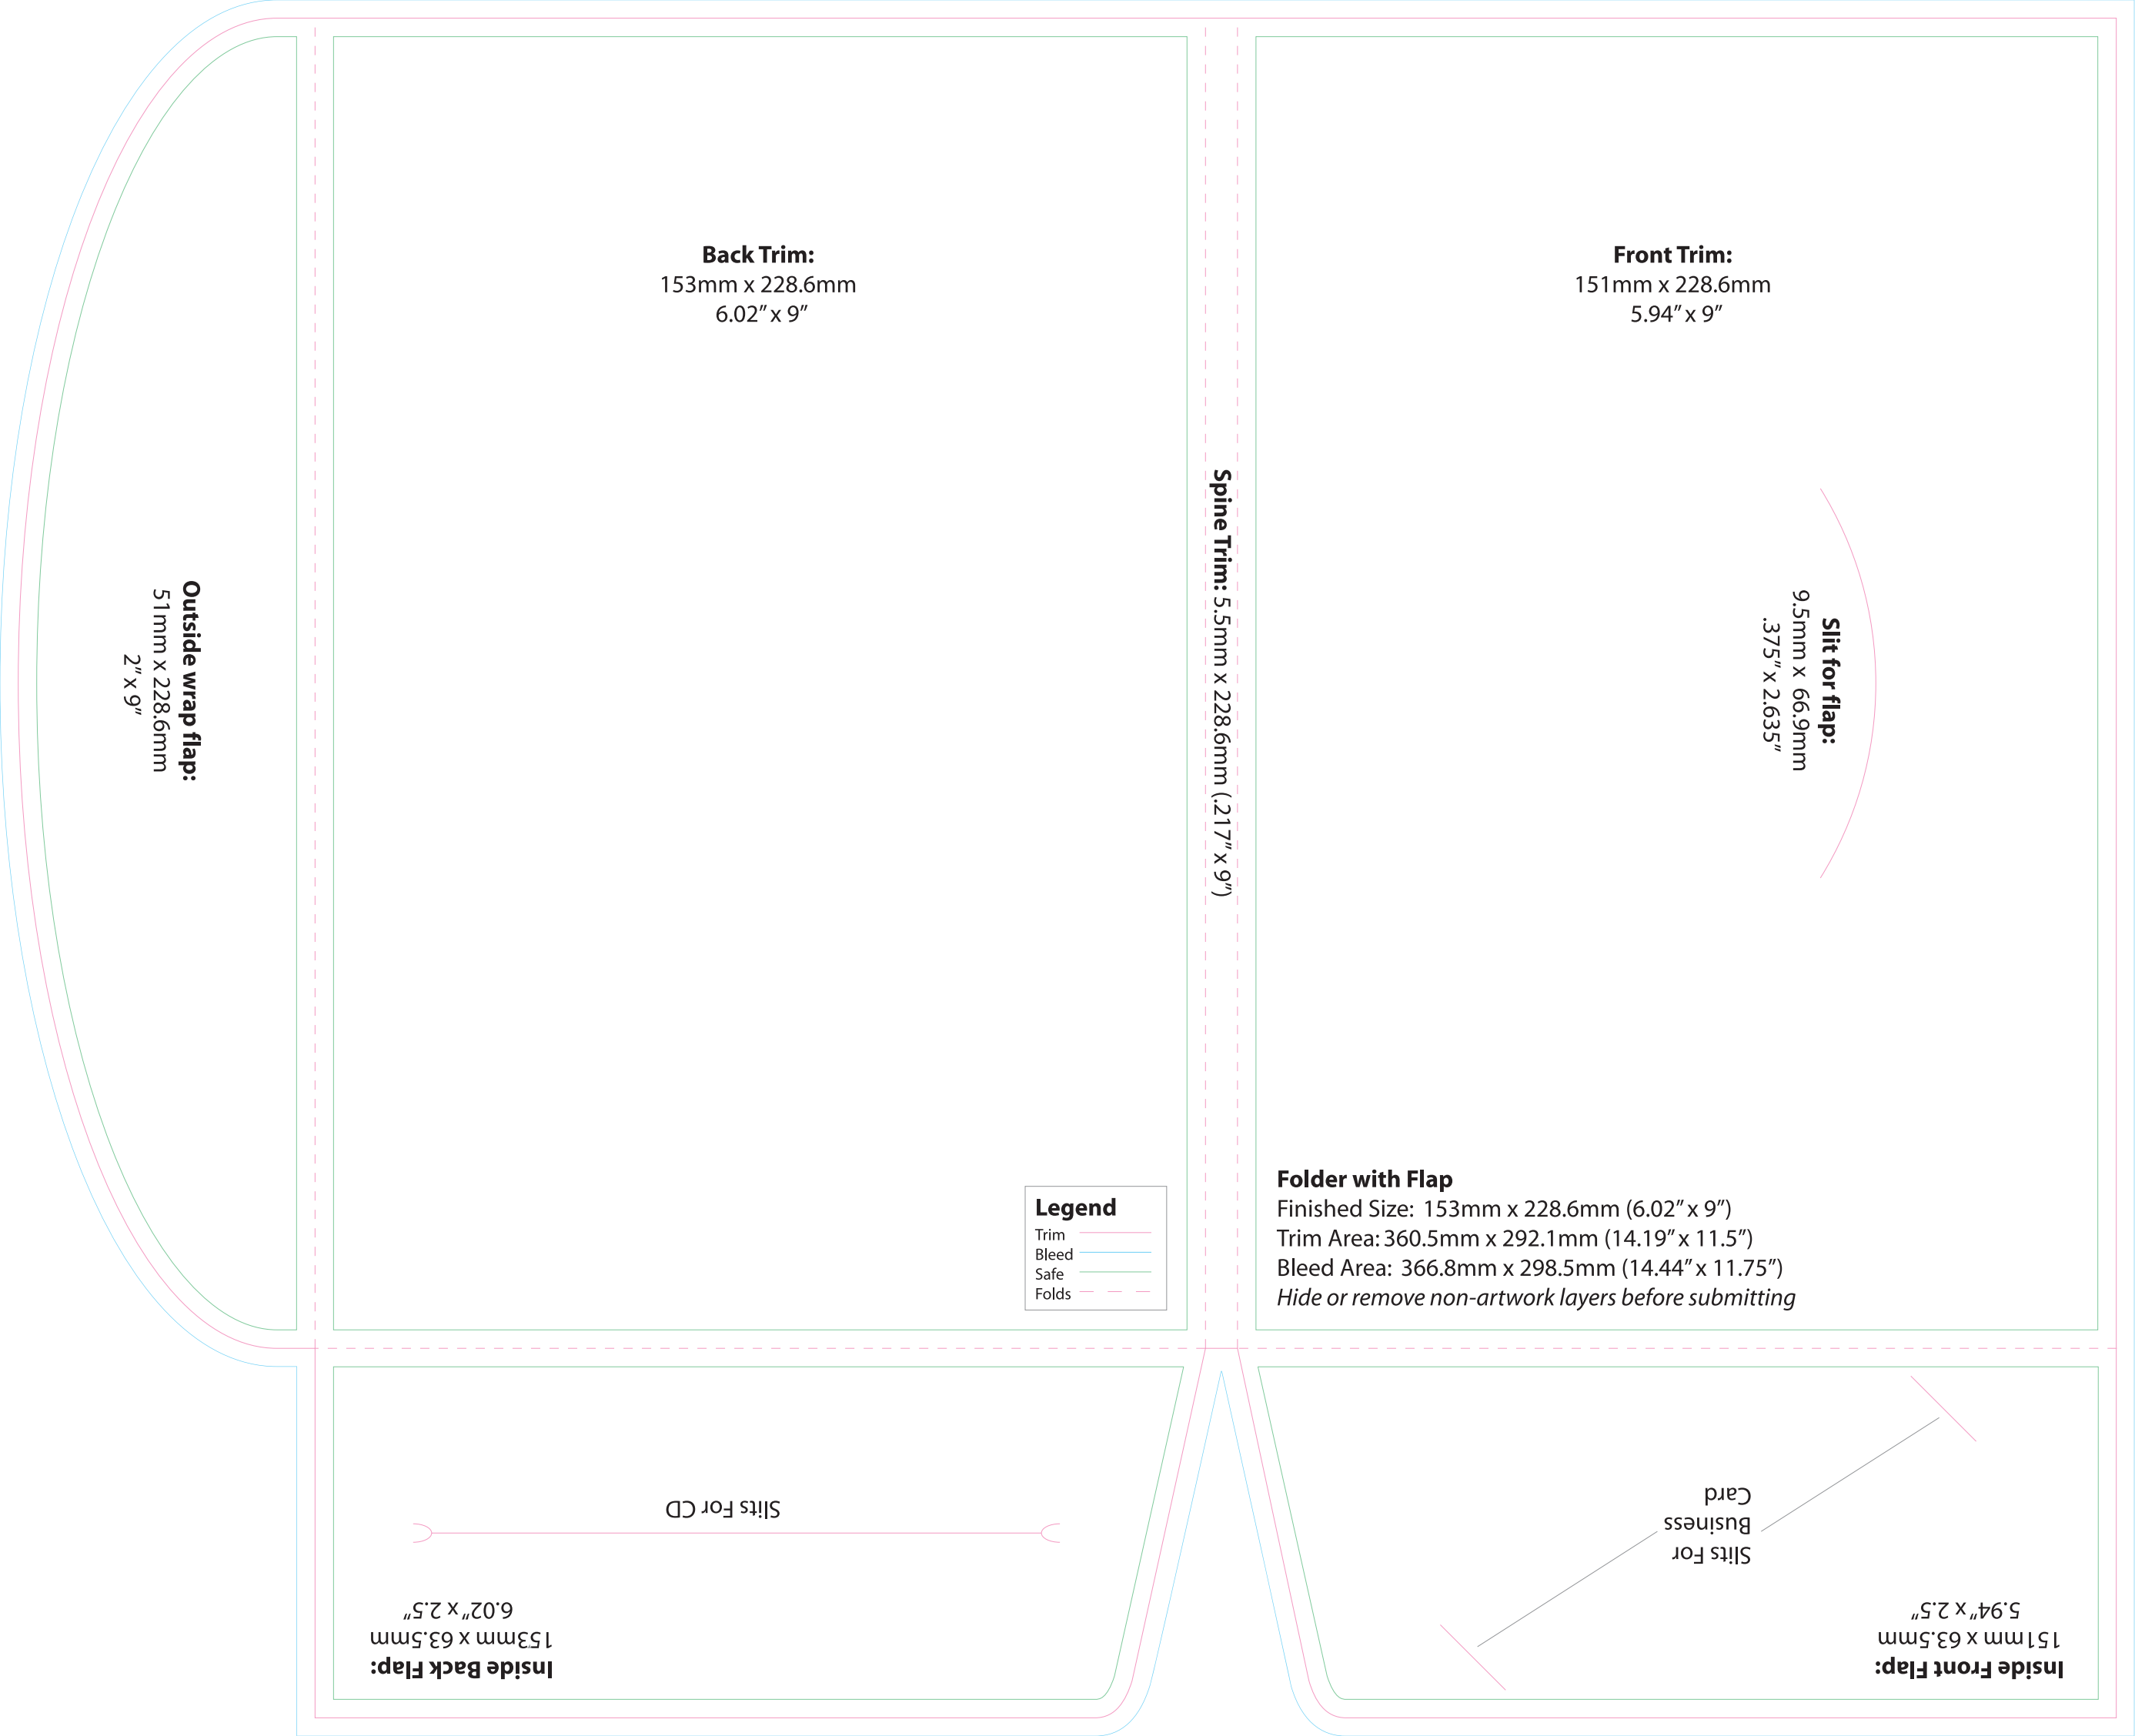 Back Trim:
153mm x 228.6mm
6.02” x 9”
Front Trim:
151mm x 228.6mm
5.94” x 9”
Outside wrap flap:
51mm x 228.6mm
2” x 9”
Spine Trim: 5.5mm x 228.6mm (.217” x 9”)
Slit for flap:
9.5mm x 66.9mm
.375” x 2.635”
Legend
Trim
Bleed
Safe
Folds
Folder with Flap
Finished Size: 153mm x 228.6mm (6.02” x 9”)
Trim Area: 360.5mm x 292.1mm (14.19” x 11.5”)
Bleed Area: 366.8mm x 298.5mm (14.44” x 11.75”)
Hide or remove non-artwork layers before submitting
Slits For CD
Inside Back Flap:
153mm x 63.5mm
6.02” x 2.5”
Slits For
Business
Card
Inside Front Flap:
151mm x 63.5mm
5.94” x 2.5”